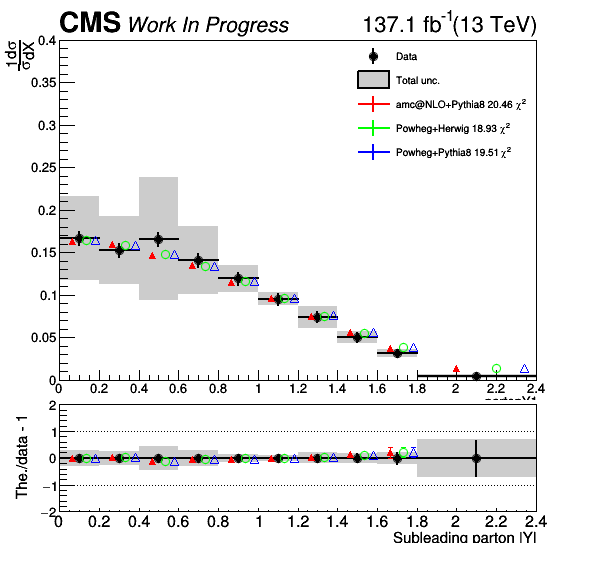 CMS Work In Progress 137.1 fb-1(13 TeV)
1dσ
σdX
0.4
0.35
0.3
0.25
0.2
0.15
0.1
0.05
0
Data
Total unc.
amc@NLO+Pythia8 20.46 χ2
Powheg+Herwig 18.93 χ2
Powheg+Pythia8 19.51 χ2
0 0.2 0.4 0.6 0.8 1 1.2 1.4 1.6 1.8 2 2.2 2.4
The./data - 1
2
1
0
−1
−2
0 0.2 0.4 0.6 0.8 1 1.2 1.4 1.6 1.8 2 2.2 2.4
Subleading parton |Y|